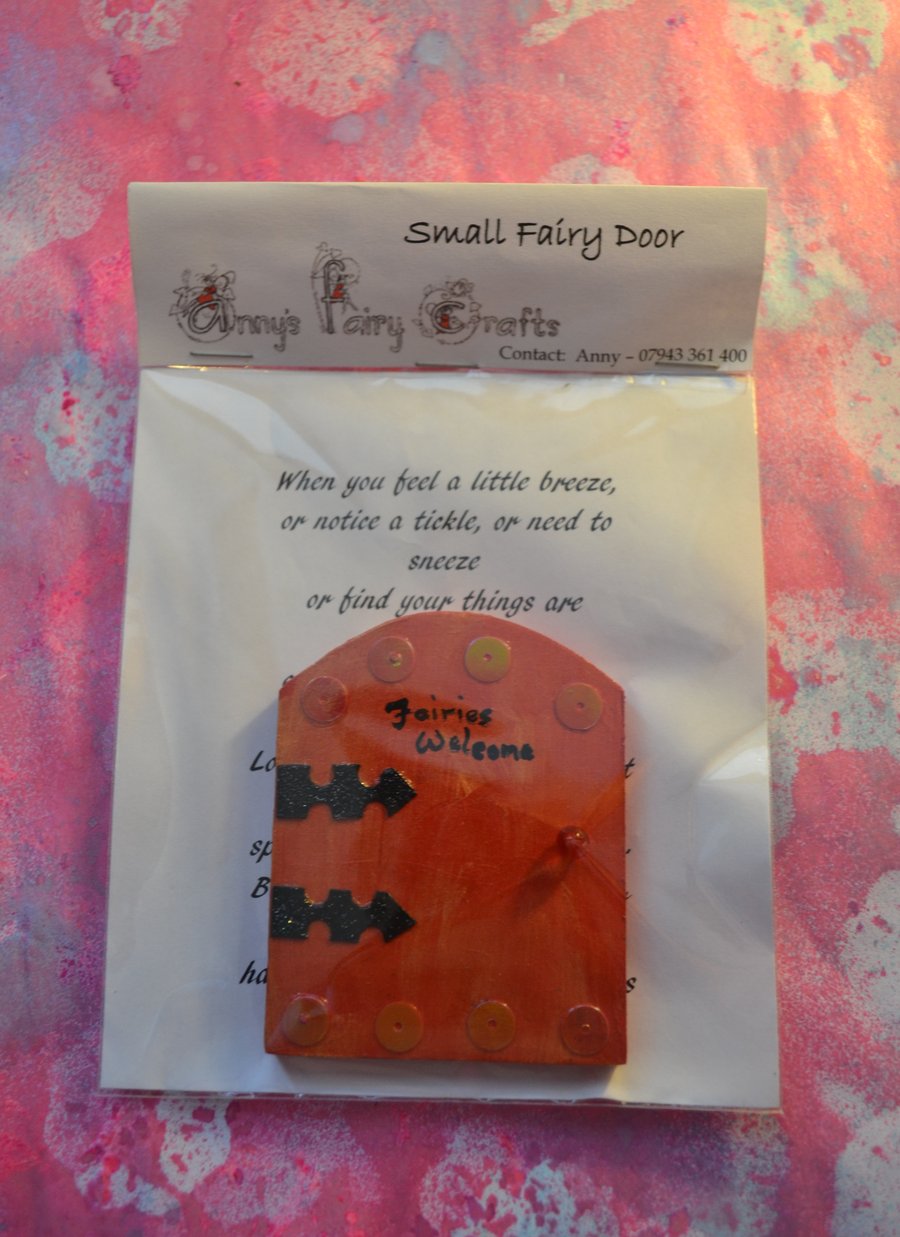 Small Fairy Door
Anny's Fairy Crafts
Contact: Anny – 07943 361 400
When you feel a little breeze,
or notice a tickle, or need to
sneeze
or find your things are
Fairies
Welcome